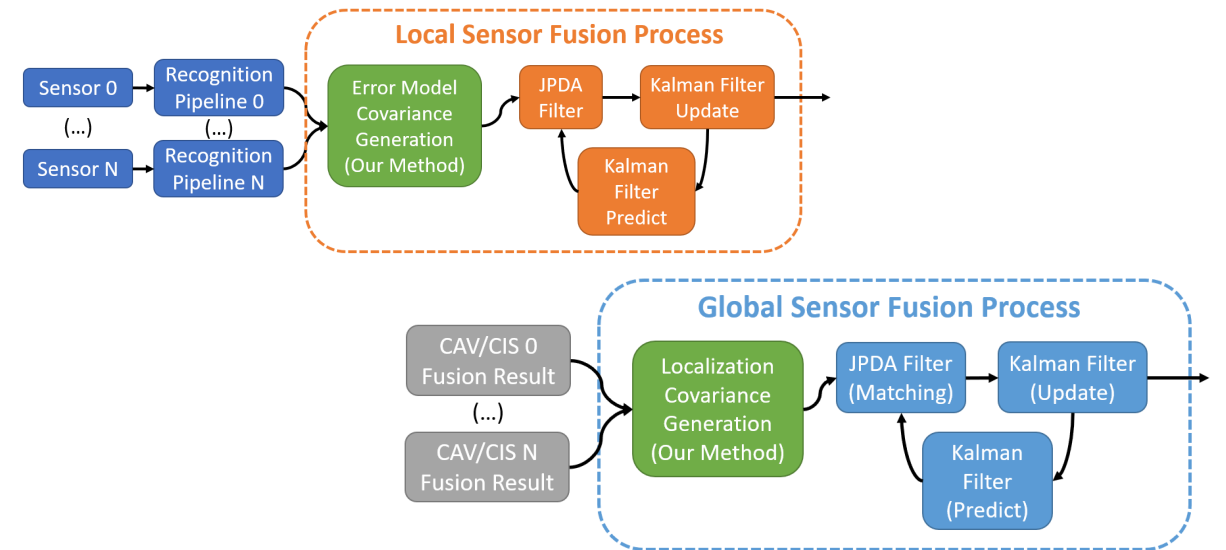 Local Sensor Fusion Process
Sensor 0
(...)
Sensor N
Recognition
Pipeline 0
(...)
Recognition
Pipeline N
Error Model
Covariance
Generation
(Our Method)
JPDA
Filter
Kalman Filter
Update
Kalman
Filter
Predict
Global Sensor Fusion Process
CAV/CIS 0
Fusion Result
(...)
CAV/CIS N
Fusion Result
Localization
Covariance
Generation
(Our Method)
JPDA Filter
(Matching)
Kalman Filter
(Update)
Kalman
Filter
(Predict)